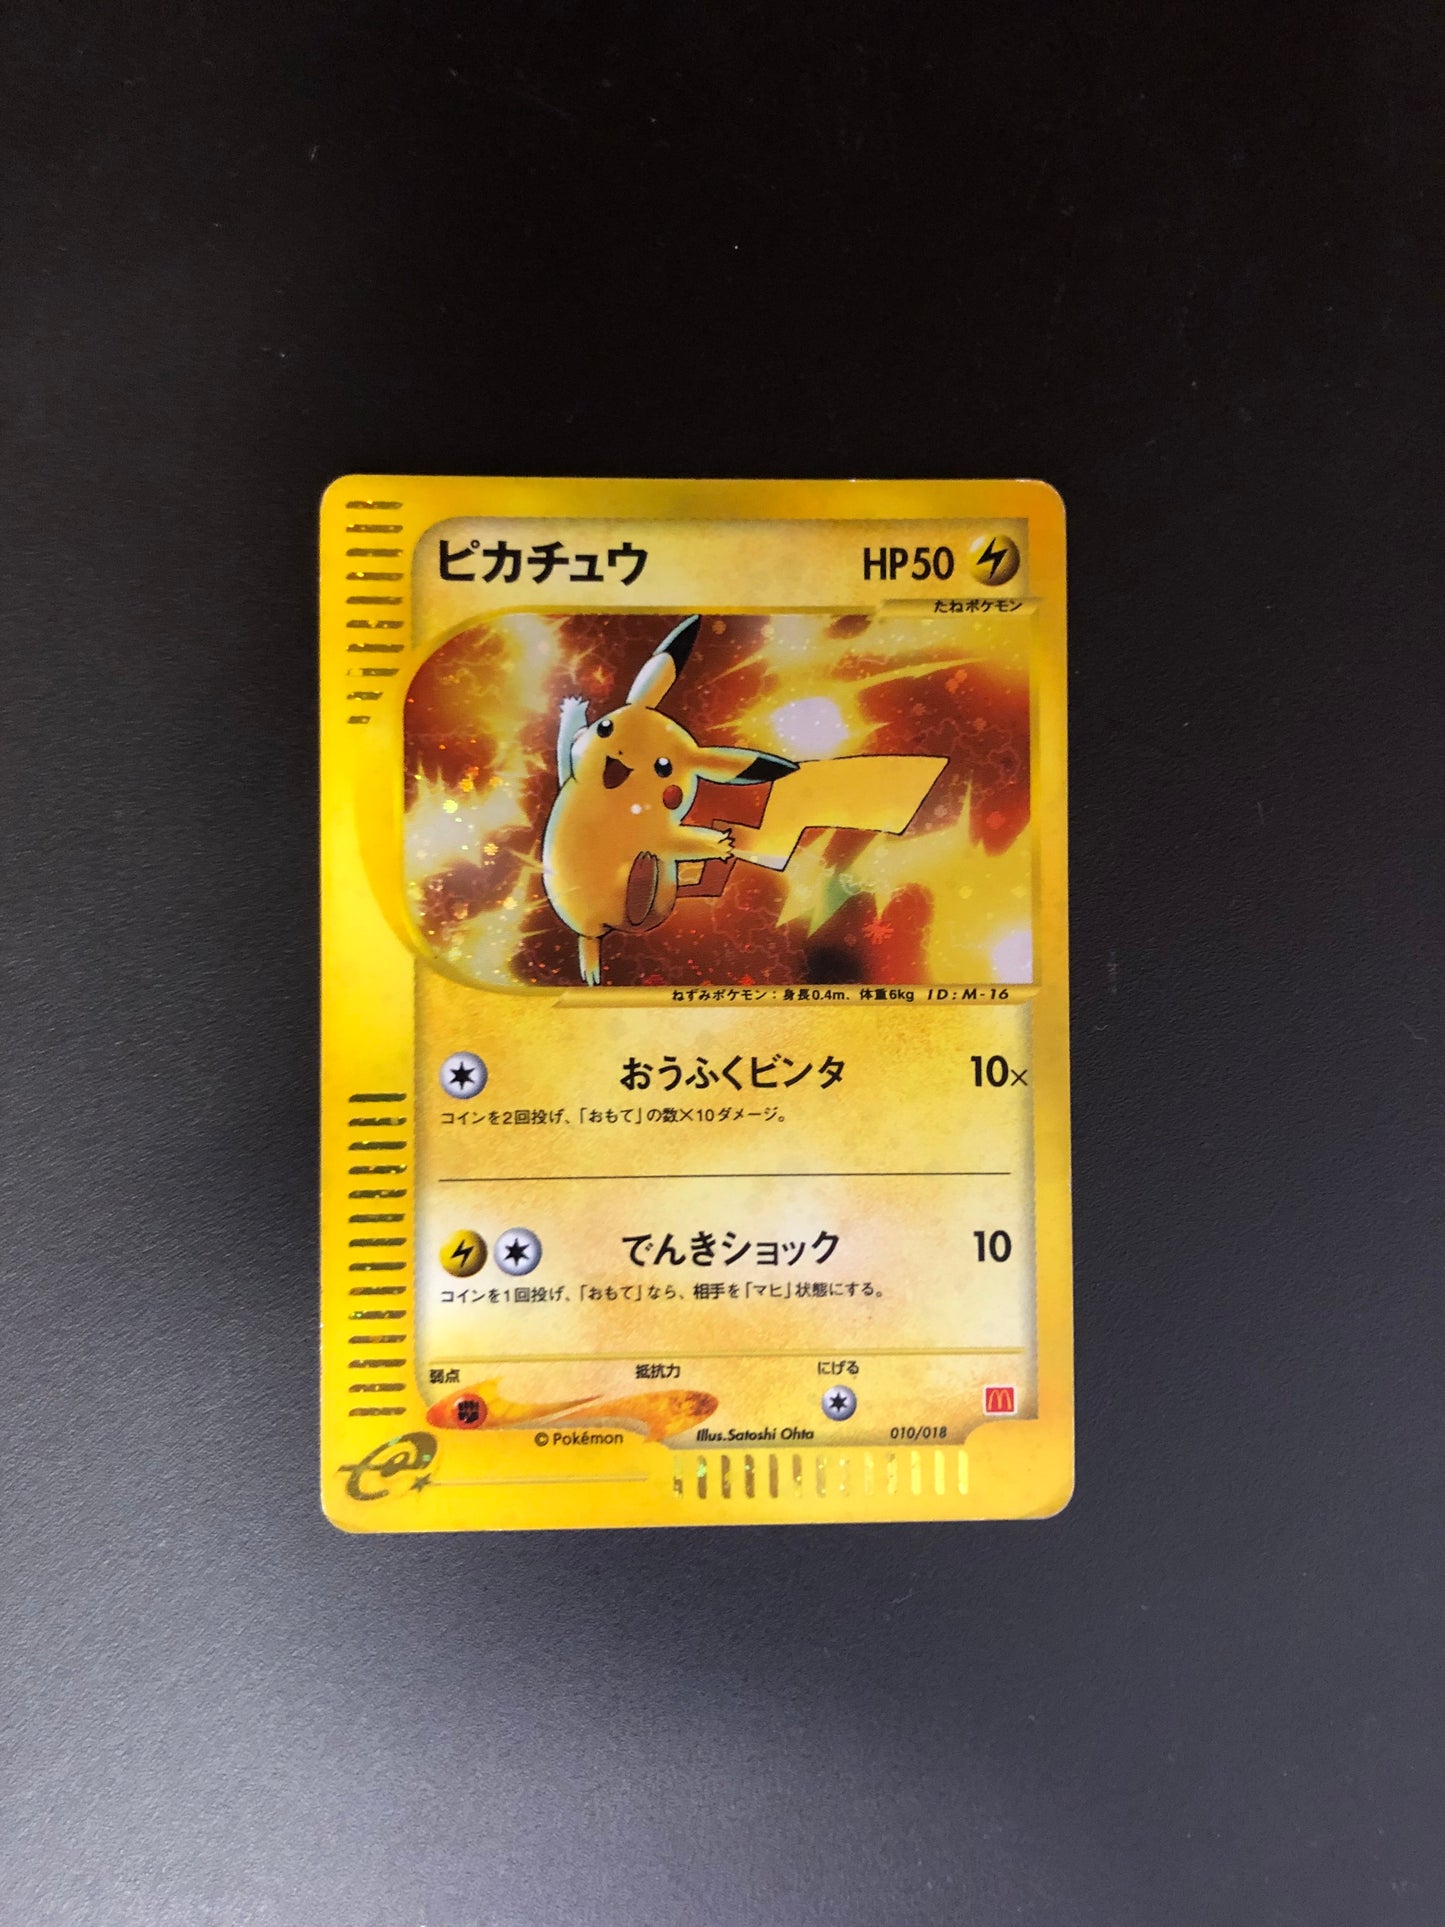 ピカチュウ HP50
たねポケモン
ねずみポケモン：身長0.4m. 体重6kg ID:M-16
おうふくビンタ 10×
コインを2回投げ、「おもて」の数×10ダメージ。
でんきショック 10
コインを1回投げ、「おもて」なら、相手を「マヒ」状態にする。
弱点 抵抗力 にげる
©Pokémon Illus.Satoshi Ohta 010/018